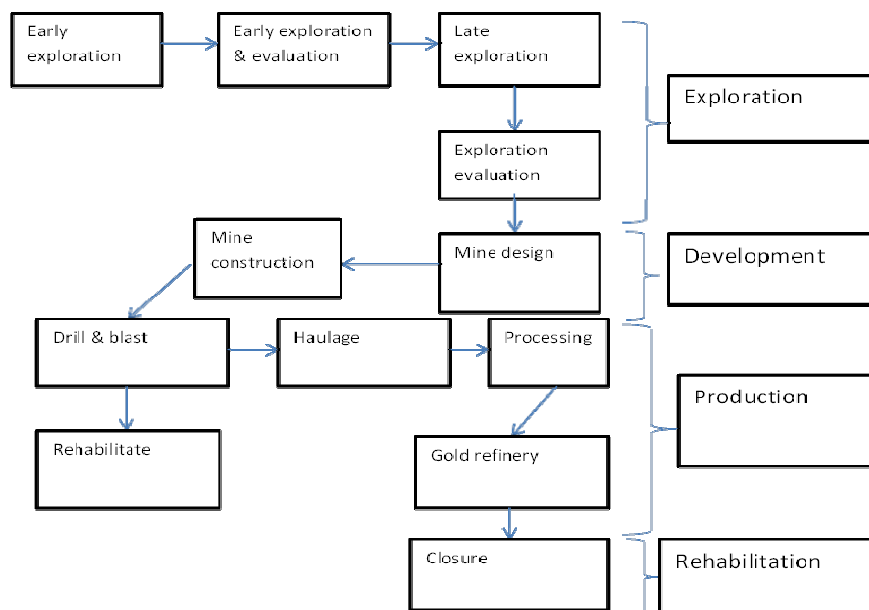 Early
exploration
Early exploration
& evaluation
Late
exploration
Exploration
Exploration
evaluation
Mine
construction
Mine design
Development
Drill & blast
Haulage
Processing
Production
Rehabilitate
Gold refinery
Closure
Rehabilitation